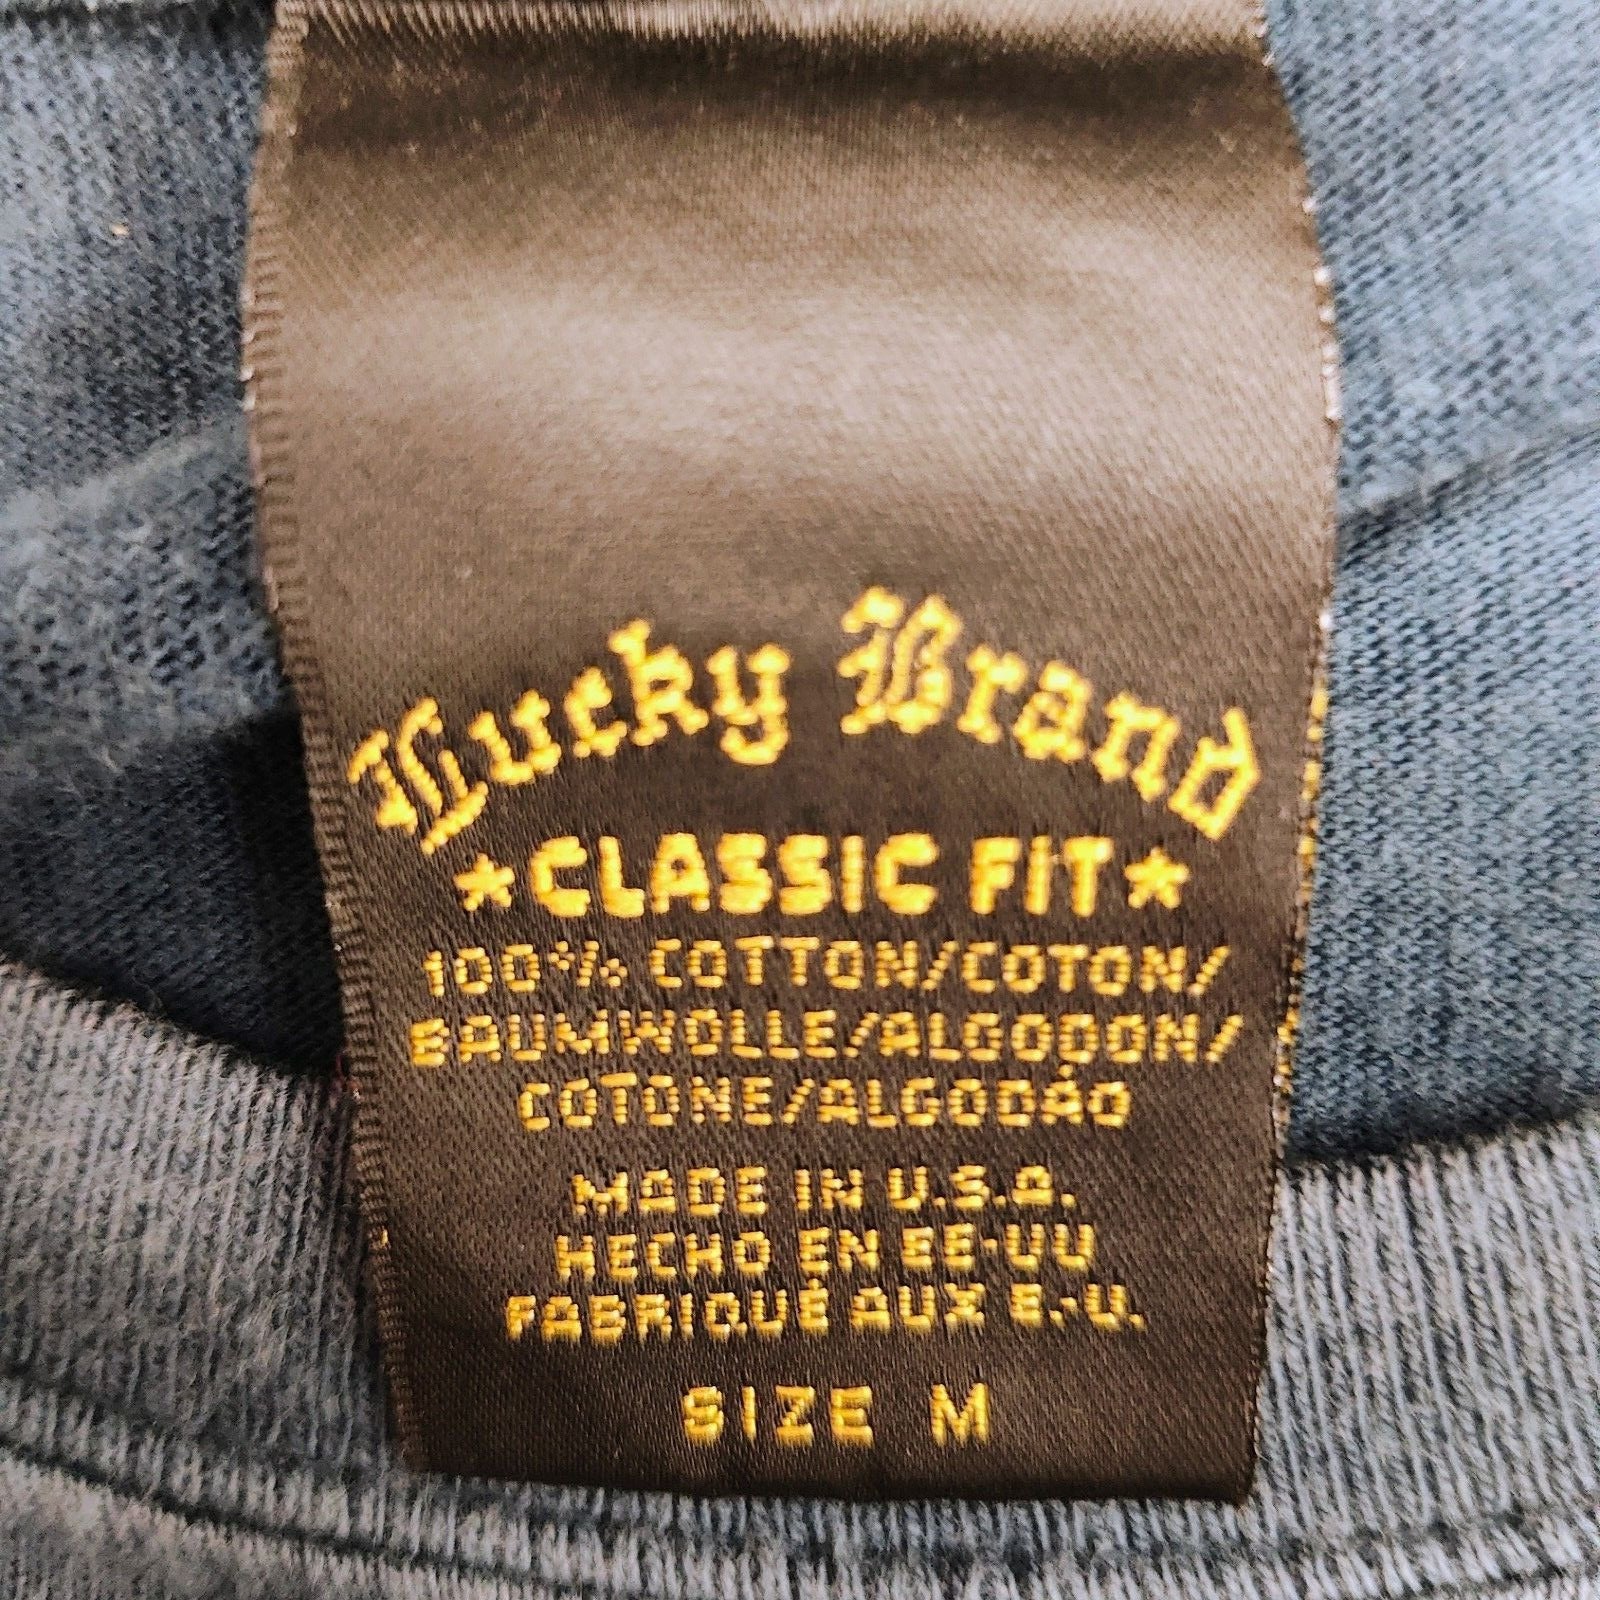 Lucky Brand
★CLASSIC FIT★
100% COTTON/COTON/
BAUMWOLLE/ALGODON/
COTONE/ALGODÁO
MADE IN U.S.A.
HECHO EN EE·UU
FABRIQUÉ AUX E.-U.
SIZE M